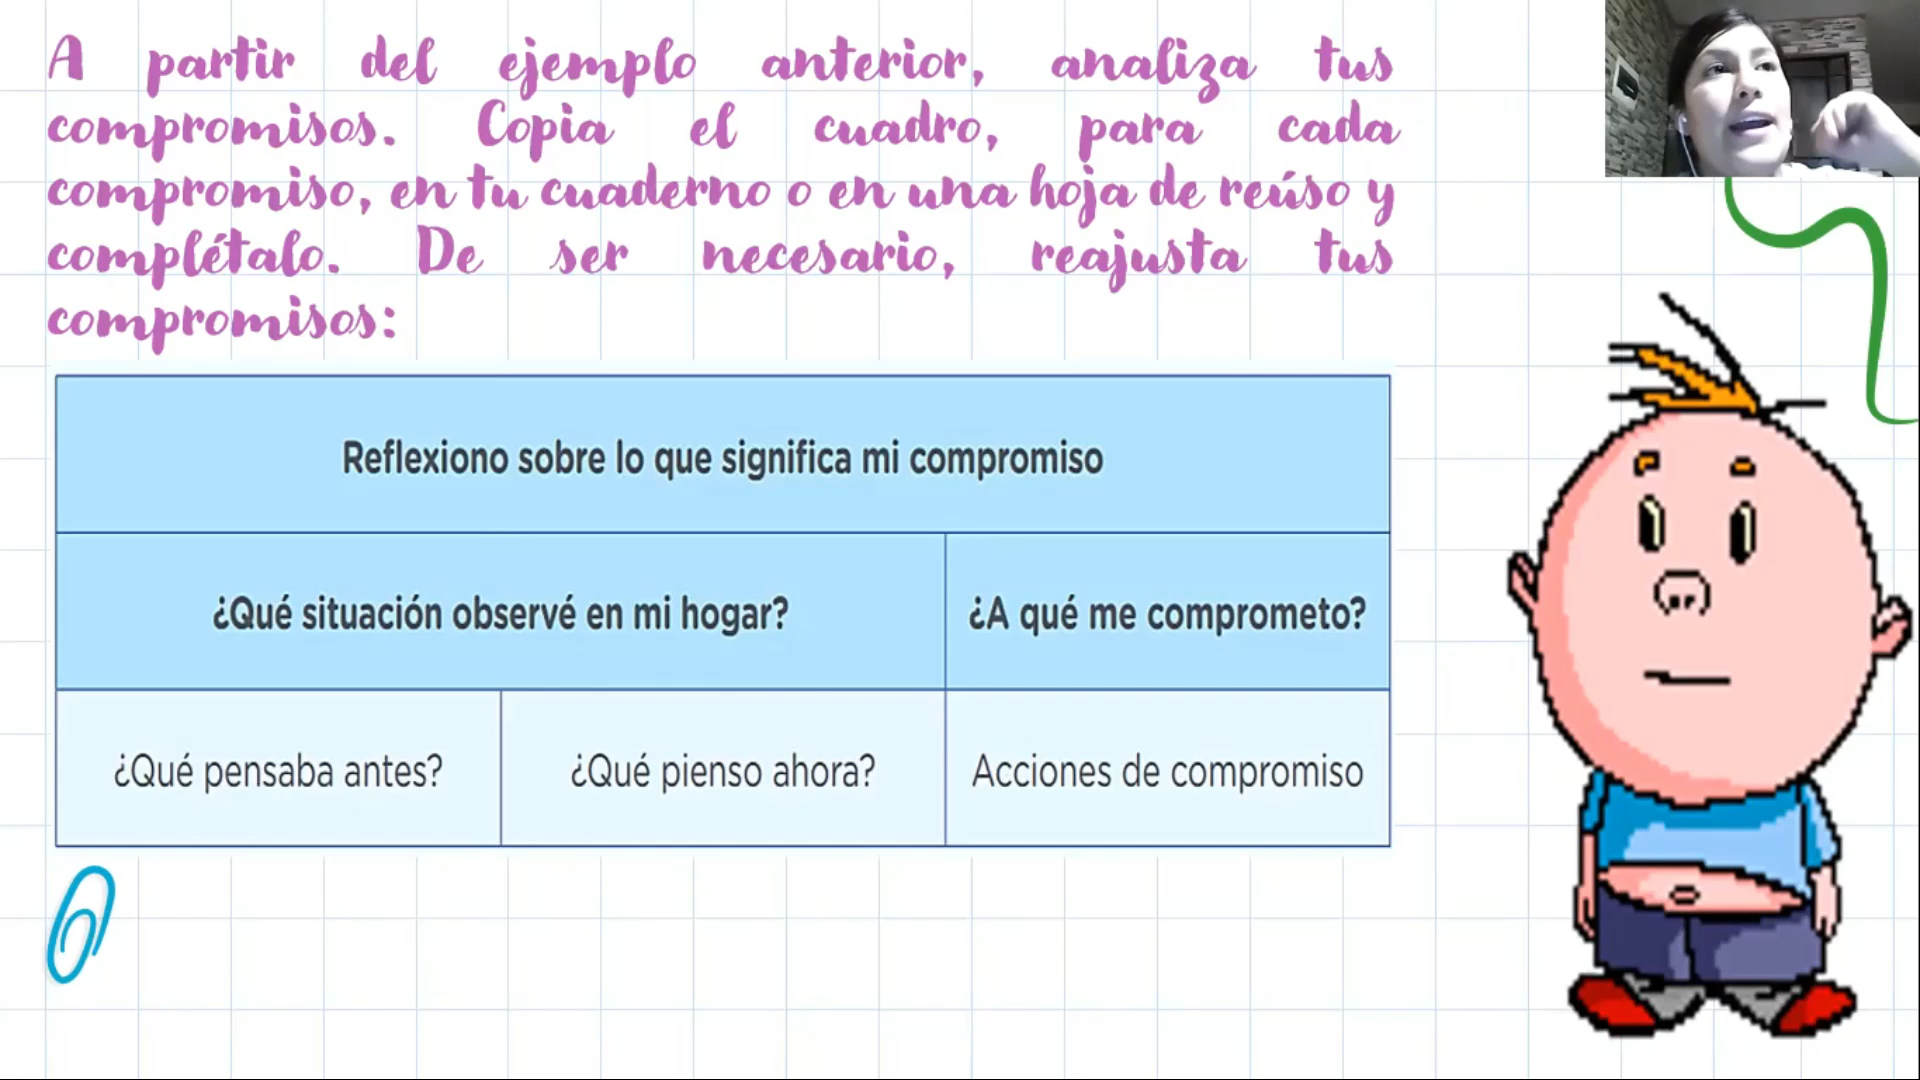 A partir del ejemplo anterior, analiza tus
compromisos. Copia el cuadro, para cada
compromiso, en tu cuaderno o en una hoja de reúso y
complétalo. De ser necesario, reajusta tus
compromisos:
Reflexiono sobre lo que significa mi compromiso
¿Qué situación observé en mi hogar?
¿A qué me comprometo?
¿Qué pensaba antes?
¿Qué pienso ahora?
Acciones de compromiso